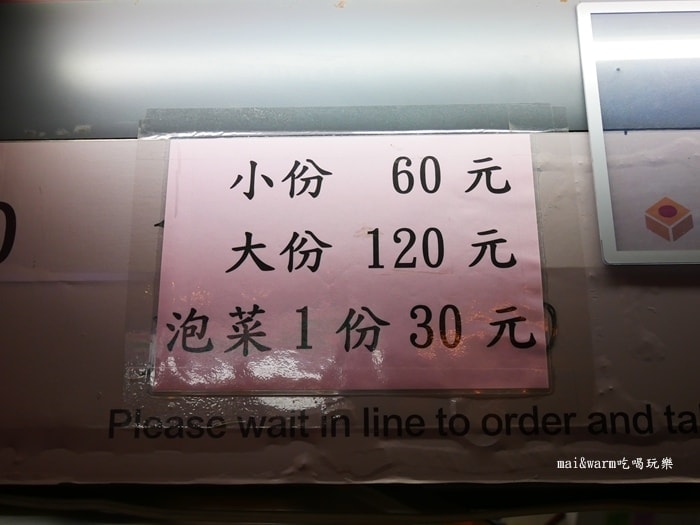 小份 60 元
大份 120 元
泡菜 1 份 30 元
Please wait in line to order and ta
mai&warm吃喝玩樂